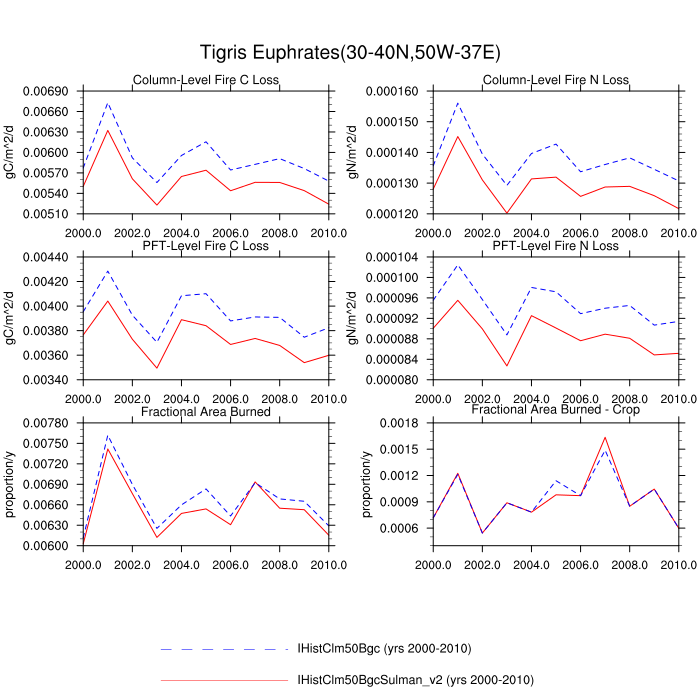 Tigris Euphrates(30-40N,50W-37E)
Column-Level Fire C Loss
Column-Level Fire N Loss
0.00690
0.00660
0.00630
0.00600
0.00570
0.00540
0.00510
gC/m^2/d
2000.0 2002.0 2004.0 2006.0 2008.0 2010.0
0.000160
0.000150
0.000140
0.000130
0.000120
gN/m^2/d
2000.0 2002.0 2004.0 2006.0 2008.0 2010.0
PFT-Level Fire C Loss
PFT-Level Fire N Loss
0.00440
0.00420
0.00400
0.00380
0.00360
0.00340
gC/m^2/d
2000.0 2002.0 2004.0 2006.0 2008.0 2010.0
0.000104
0.000100
0.000096
0.000092
0.000088
0.000084
0.000080
gN/m^2/d
2000.0 2002.0 2004.0 2006.0 2008.0 2010.0
Fractional Area Burned
Fractional Area Burned - Crop
0.00780
0.00750
0.00720
0.00690
0.00660
0.00630
0.00600
proportion/y
2000.0 2002.0 2004.0 2006.0 2008.0 2010.0
0.0018
0.0015
0.0012
0.0009
0.0006
proportion/y
2000.0 2002.0 2004.0 2006.0 2008.0 2010.0
IHistClm50Bgc (yrs 2000-2010)
IHistClm50BgcSulman_v2 (yrs 2000-2010)